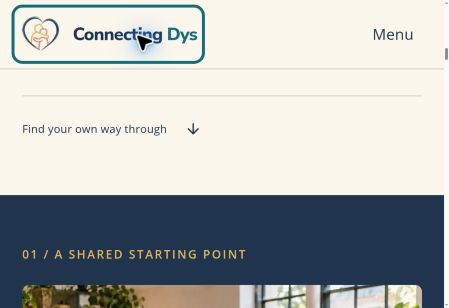 Connecting Dys
Menu
Find your own way through
01 / A SHARED STARTING POINT